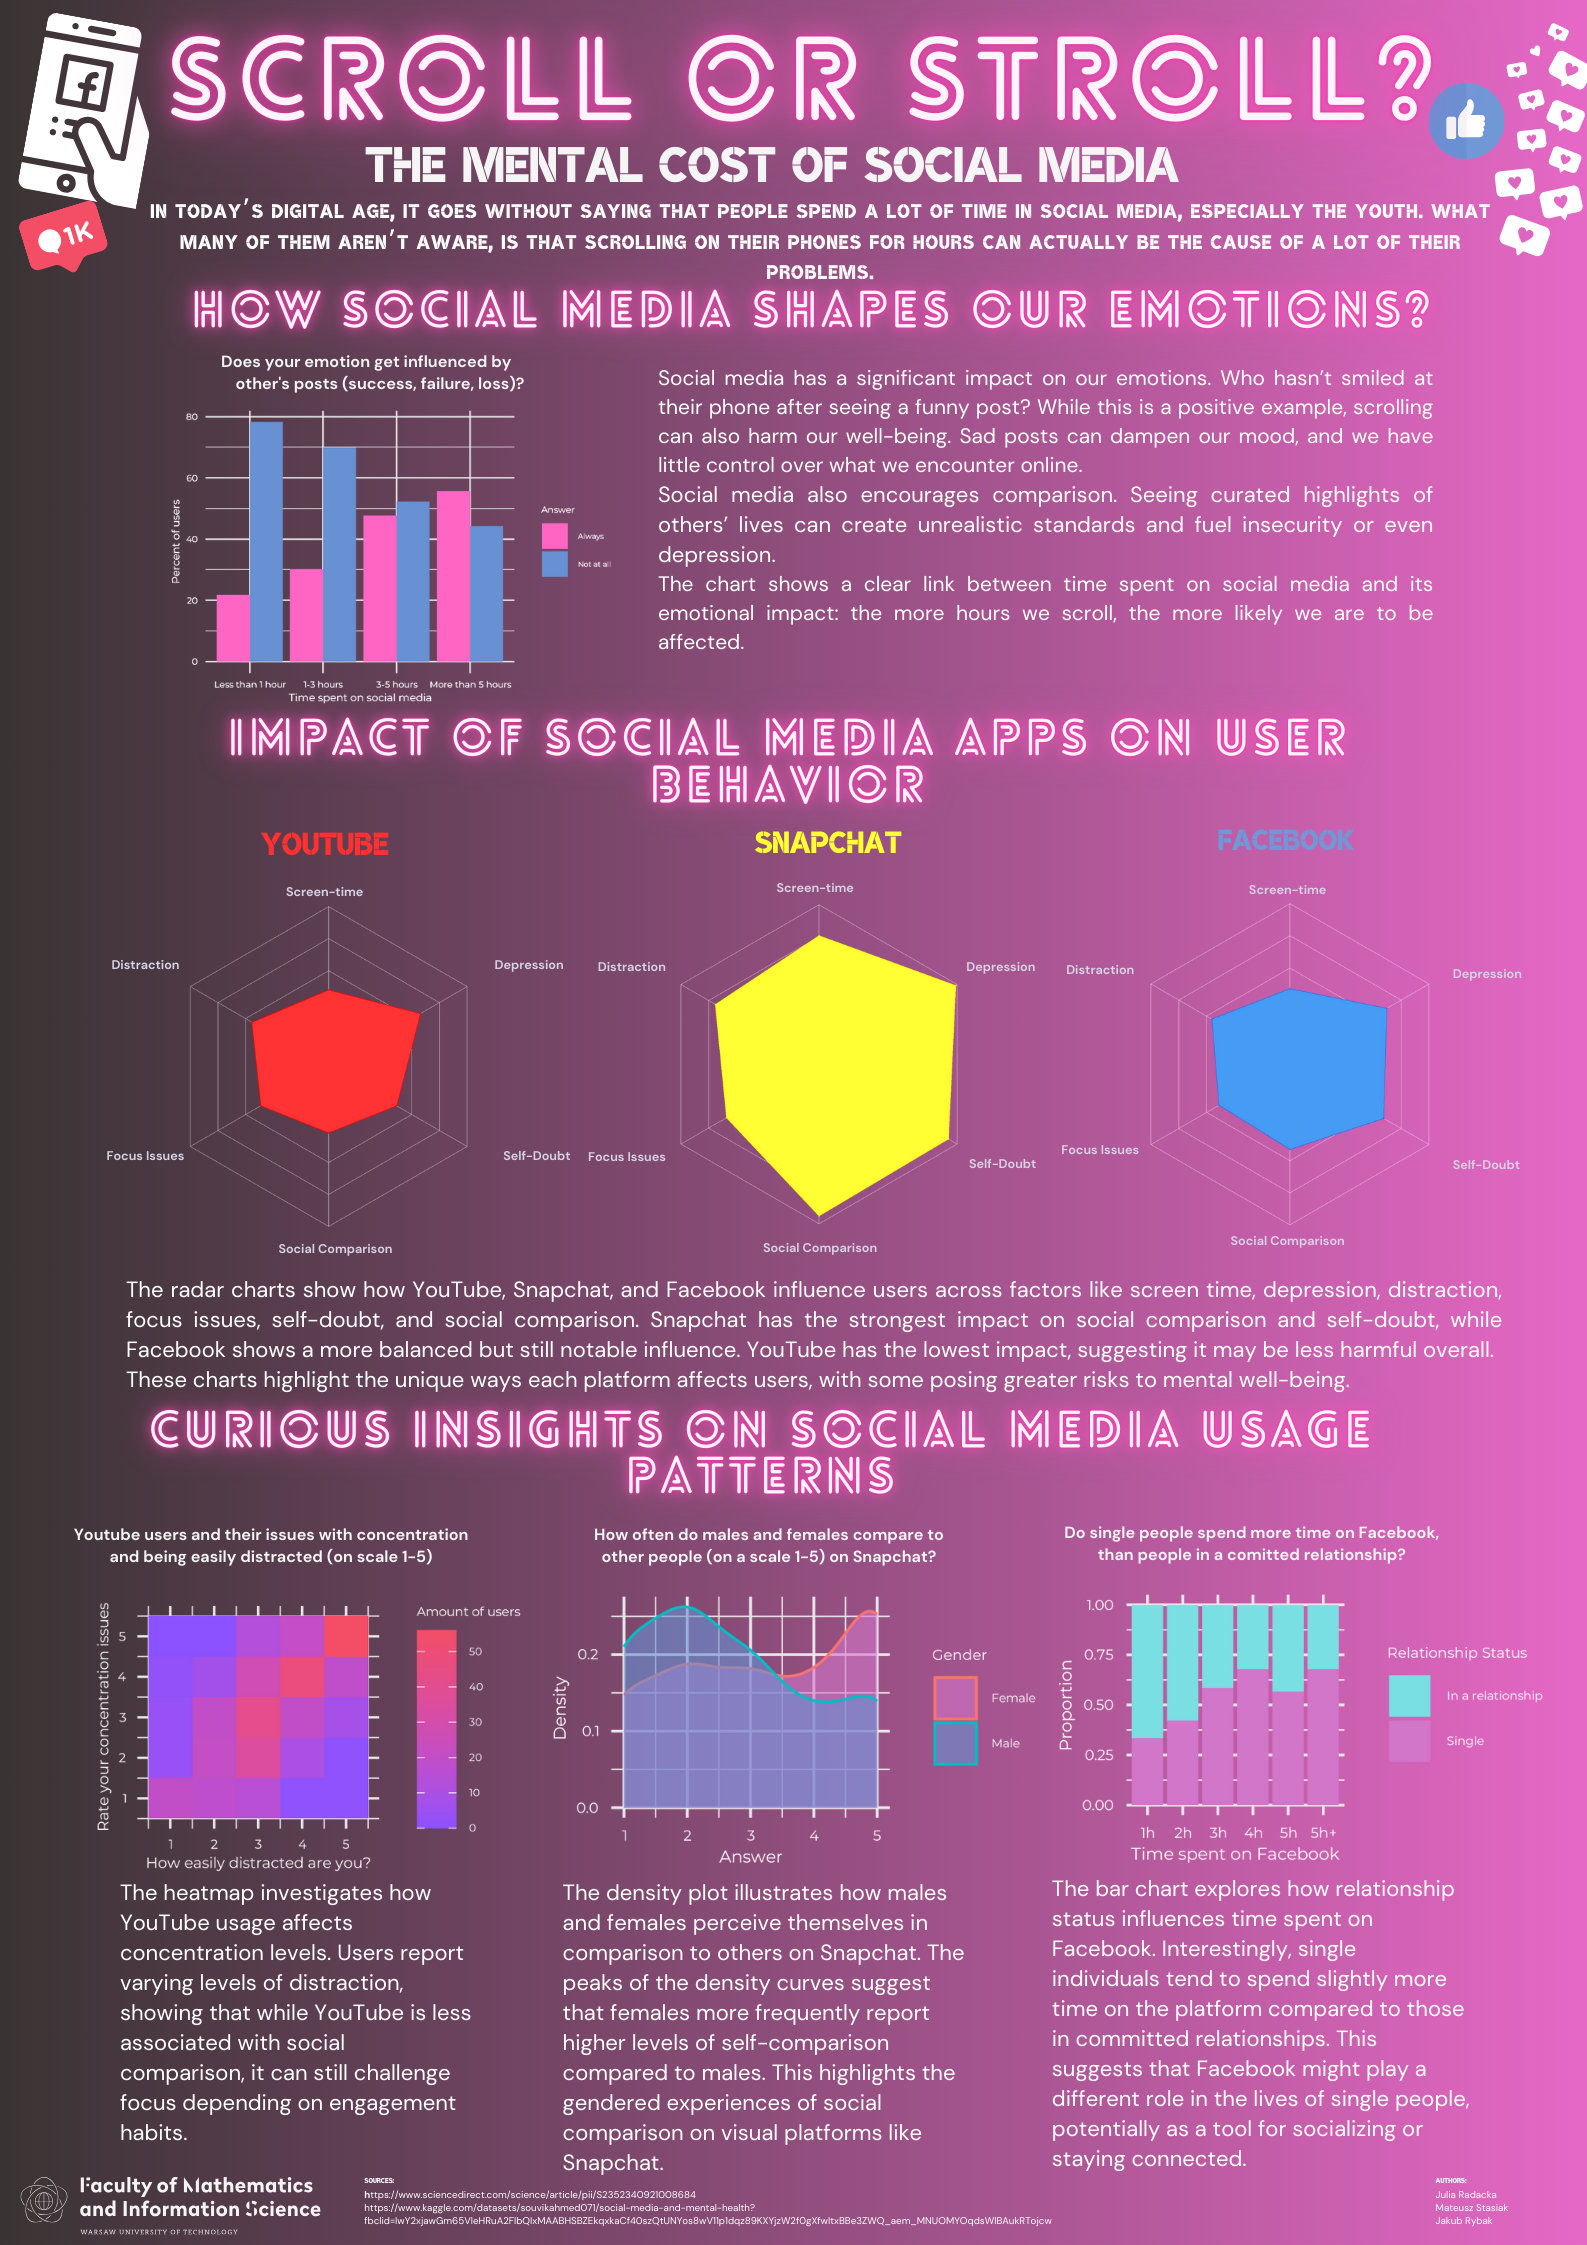 SCROLL OR STROLL?
THE MENTAL COST OF SOCIAL MEDIA
IN TODAY'S DIGITAL AGE, IT GOES WITHOUT SAYING THAT PEOPLE SPEND A LOT OF TIME IN SOCIAL MEDIA, ESPECIALLY THE YOUTH. WHAT
MANY OF THEM AREN'T AWARE, IS THAT SCROLLING ON THEIR PHONES FOR HOURS CAN ACTUALLY BE THE CAUSE OF A LOT OF THEIR
PROBLEMS.
1K
HOW SOCIAL MEDIA SHAPES OUR EMOTIONS?
Does your emotion get influenced by
other's posts (success, failure, loss)?
80
60
40
20
0
Percent of users
Less than 1 hour 1-3 hours 3-5 hours More than 5 hours
Time spent on social media
Answer
Always
Not at all
Social media has a significant impact on our emotions. Who hasn't smiled at
their phone after seeing a funny post? While this is a positive example, scrolling
can also harm our well-being. Sad posts can dampen our mood, and we have
little control over what we encounter online.
Social media also encourages comparison. Seeing curated highlights of
others' lives can create unrealistic standards and fuel insecurity or even
depression.
The chart shows a clear link between time spent on social media and its
emotional impact: the more hours we scroll, the more likely we are to be
affected.
IMPACT OF SOCIAL MEDIA APPS ON USER
BEHAVIOR
YOUTUBE
Screen-time
Distraction
Depression
Focus Issues
Self-Doubt
Social Comparison
SNAPCHAT
Screen-time
Distraction
Depression
Focus Issues
Self-Doubt
Social Comparison
FACEBOOK
Screen-time
Distraction
Depression
Focus Issues
Self-Doubt
Social Comparison
The radar charts show how YouTube, Snapchat, and Facebook influence users across factors like screen time, depression, distraction,
focus issues, self-doubt, and social comparison. Snapchat has the strongest impact on social comparison and self-doubt, while
Facebook shows a more balanced but still notable influence. YouTube has the lowest impact, suggesting it may be less harmful overall.
These charts highlight the unique ways each platform affects users, with some posing greater risks to mental well-being.
CURIOUS INSIGHTS ON SOCIAL MEDIA USAGE
PATTERNS
Youtube users and their issues with concentration
and being easily distracted (on scale 1-5)
Rate your concentration issues
5
4
3
2
1
1 2 3 4 5
How easily distracted are you?
Amount of users
50
40
30
20
10
0
The heatmap investigates how
YouTube usage affects
concentration levels. Users report
varying levels of distraction,
showing that while YouTube is less
associated with social
comparison, it can still challenge
focus depending on engagement
habits.
How often do males and females compare to
other people (on a scale 1-5) on Snapchat?
Density
0.2
0.1
0.0
1 2 3 4 5
Answer
Gender
Female
Male
The density plot illustrates how males
and females perceive themselves in
comparison to others on Snapchat. The
peaks of the density curves suggest
that females more frequently report
higher levels of self-comparison
compared to males. This highlights the
gendered experiences of social
comparison on visual platforms like
Snapchat.
Do single people spend more time on Facebook,
than people in a comitted relationship?
Proportion
1.00
0.75
0.50
0.25
0.00
1h 2h 3h 4h 5h 5h+
Time spent on Facebook
Relationship Status
In a relationship
Single
The bar chart explores how relationship
status influences time spent on
Facebook. Interestingly, single
individuals tend to spend slightly more
time on the platform compared to those
in committed relationships. This
suggests that Facebook might play a
different role in the lives of single people,
potentially as a tool for socializing or
staying connected.
Faculty of Mathematics
and Information Science
WARSAW UNIVERSITY OF TECHNOLOGY
SOURCES:
https://www.sciencedirect.com/science/article/pii/S2352340921008684
https://www.kaggle.com/datasets/souvikahmed071/social-media-and-mental-health?
AUTHORS:
Julia Radacka
Mateusz Stasiak
Jakub Rybak